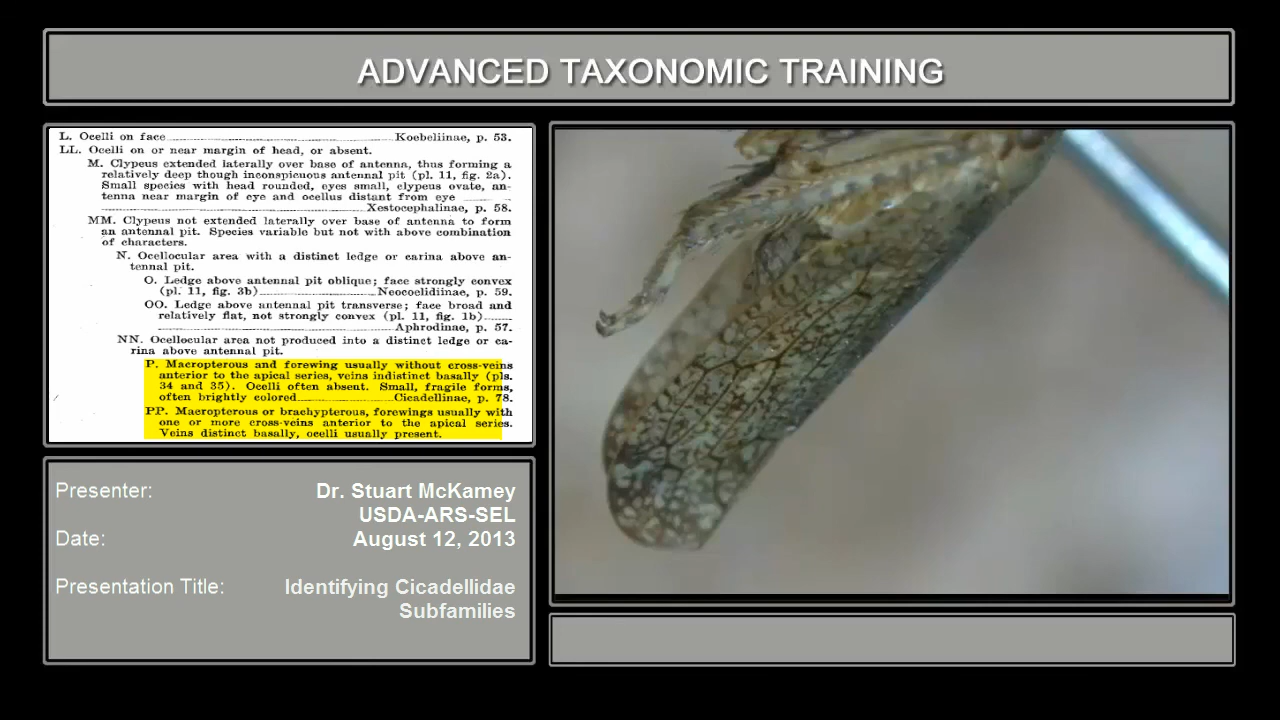 ADVANCED TAXONOMIC TRAINING
L. Ocelli on face Koebeliinae, p. 53.
LL. Ocelli on or near margin of head, or absent.
M. Clypeus extended laterally over base of antenna, thus forming a
relatively deep though inconspicuous antennal pit (pl. 11, fig. 2a).
Small species with head rounded, eyes small, clypeus ovate, an-
tenna near margin of eye and ocellus distant from eye
Xestocephalinae, p. 58.
MM. Clypeus not extended laterally over base of antenna to form
an antennal pit. Species variable but not with above combination
of characters.
N. Ocellocular area with a distinct ledge or carina above an-
tennal pit.
O. Ledge above antennal pit oblique; face strongly convex
(pl. 11, fig. 3b) Neocoelidiinae, p. 59.
OO. Ledge above antennal pit transverse; face broad and
relatively flat, not strongly convex (pl. 11, fig. 1b)
Aphrodinae, p. 57.
NN. Ocellocular area not produced into a distinct ledge or ca-
rina above antennal pit.
P. Macropterous and forewing usually without cross-veins
anterior to the apical series, veins indistinct basally (pls.
34 and 35). Ocelli often absent. Small, fragile forms,
often brightly colored Cicadellinae, p. 78.
PP. Macropterous or brachypterous, forewings usually with
one or more cross-veins anterior to the apical series.
Veins distinct basally, ocelli usually present.
Presenter: Dr. Stuart McKamey
USDA-ARS-SEL
Date: August 12, 2013
Presentation Title: Identifying Cicadellidae
Subfamilies